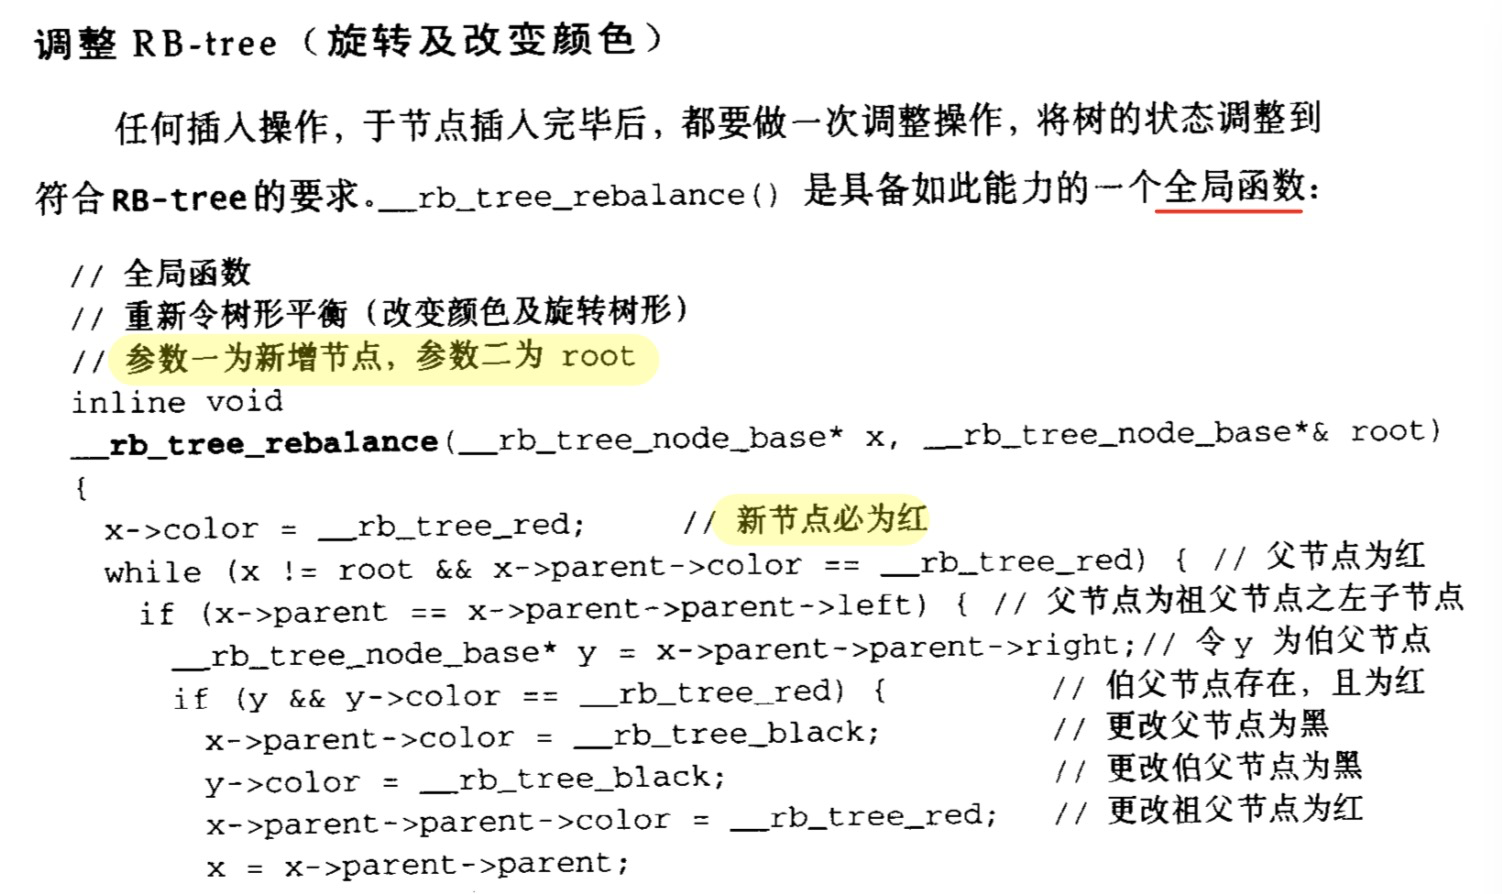 调整 RB-tree（旋转及改变颜色）
任何插入操作，于节点插入完毕后，都要做一次调整操作，将树的状态调整到
符合RB-tree的要求。__rb_tree_rebalance() 是具备如此能力的一个全局函数：
// 全局函数
// 重新令树形平衡（改变颜色及旋转树形）
// 参数一为新增节点，参数二为 root
inline void
__rb_tree_rebalance(__rb_tree_node_base* x, __rb_tree_node_base*& root)
{
x->color = __rb_tree_red; // 新节点必为红
while (x != root && x->parent->color == __rb_tree_red) { // 父节点为红
if (x->parent == x->parent->parent->left) { // 父节点为祖父节点之左子节点
__rb_tree_node_base* y = x->parent->parent->right;// 令y 为伯父节点
if (y && y->color == __rb_tree_red) { // 伯父节点存在，且为红
x->parent->color = __rb_tree_black; // 更改父节点为黑
y->color = __rb_tree_black; // 更改伯父节点为黑
x->parent->parent->color = __rb_tree_red; // 更改祖父节点为红
x = x->parent->parent;